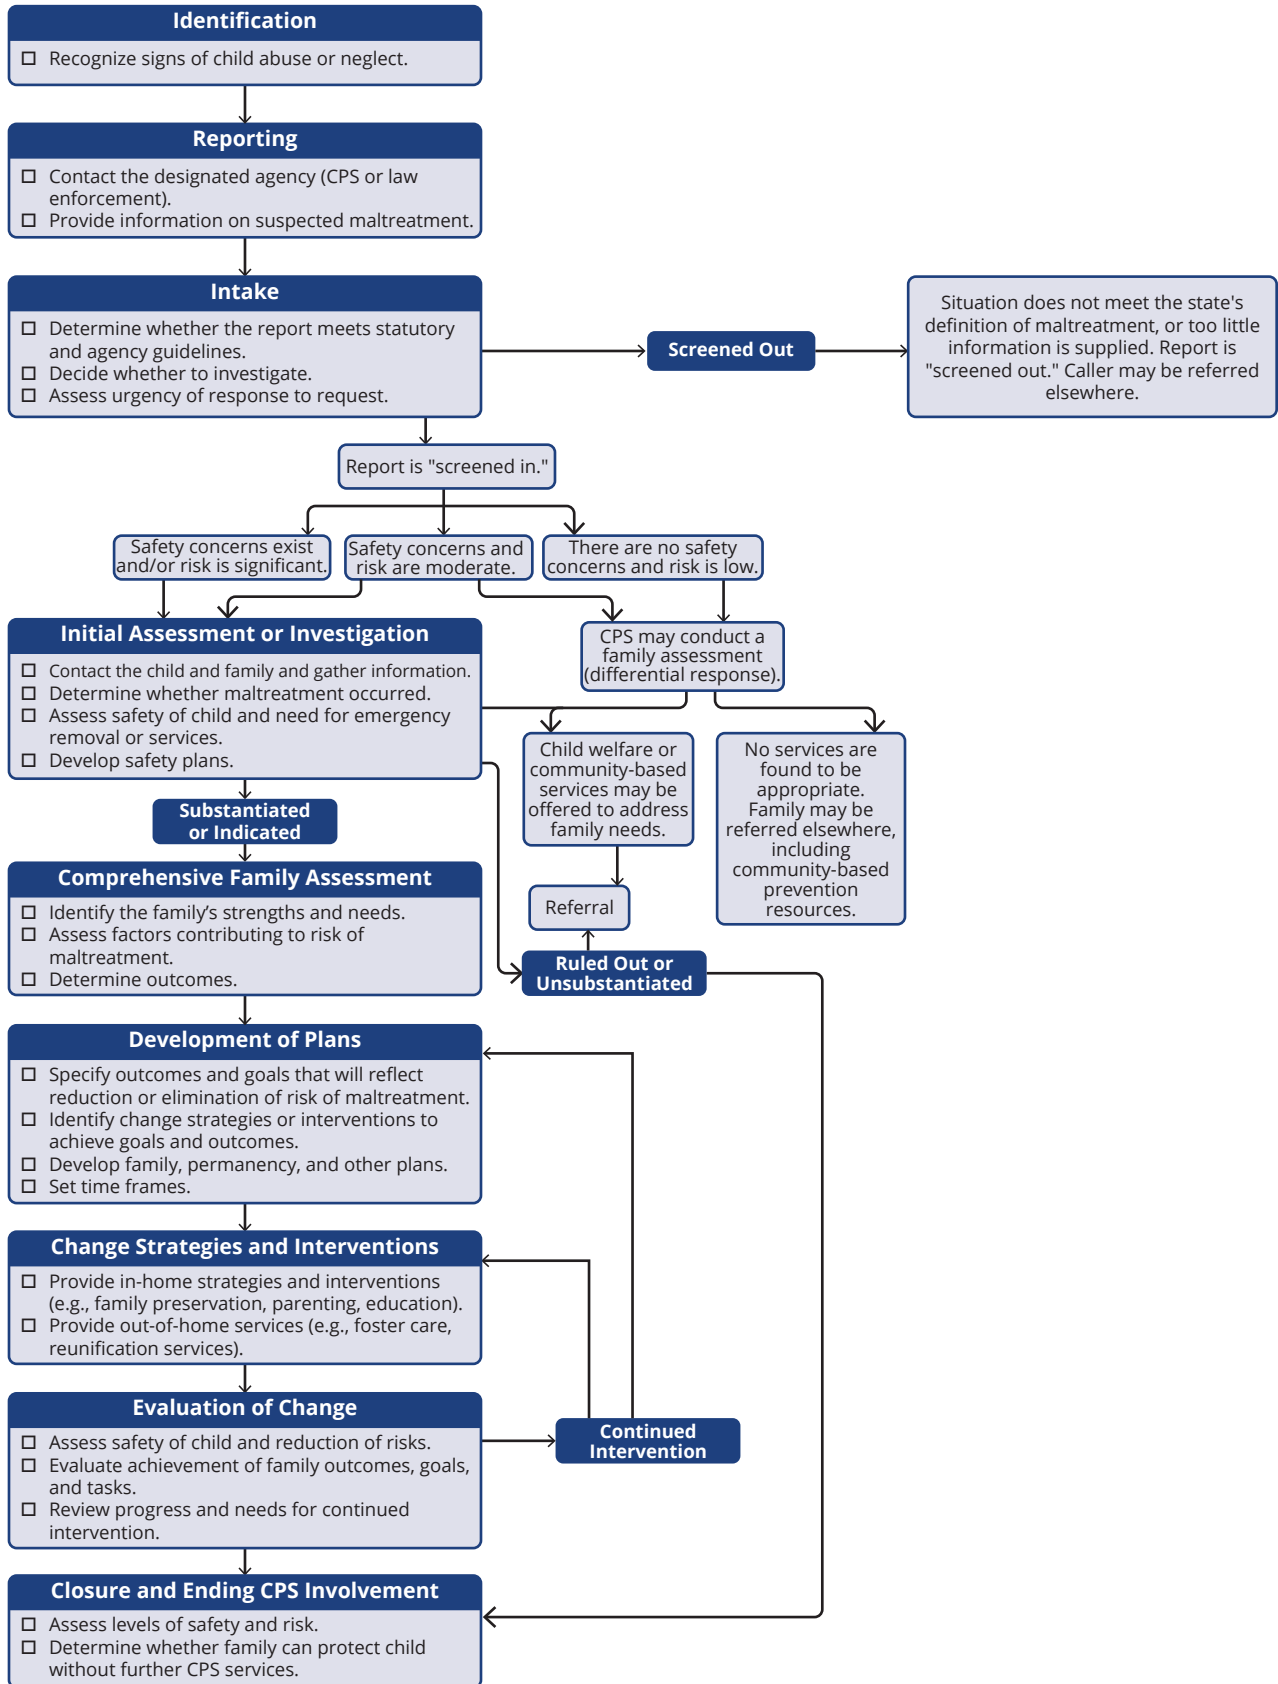 Identification
☐ Recognize signs of child abuse or neglect.
Reporting
☐ Contact the designated agency (CPS or law
enforcement).
☐ Provide information on suspected maltreatment.
Intake
☐ Determine whether the report meets statutory
and agency guidelines.
☐ Decide whether to investigate.
☐ Assess urgency of response to request.
Screened Out
Situation does not meet the state's
definition of maltreatment, or too little
information is supplied. Report is
"screened out." Caller may be referred
elsewhere.
Report is "screened in."
Safety concerns exist
and/or risk is significant.
Safety concerns and
risk are moderate.
There are no safety
concerns and risk is low.
Initial Assessment or Investigation
☐ Contact the child and family and gather information.
☐ Determine whether maltreatment occurred.
☐ Assess safety of child and need for emergency
removal or services.
☐ Develop safety plans.
CPS may conduct a
family assessment
(differential response).
Child welfare or
community-based
services may be
offered to address
family needs.
No services are
found to be
appropriate.
Family may be
referred elsewhere,
including
community-based
prevention
resources.
Substantiated
or Indicated
Referral
Comprehensive Family Assessment
☐ Identify the family’s strengths and needs.
☐ Assess factors contributing to risk of
maltreatment.
☐ Determine outcomes.
Ruled Out or
Unsubstantiated
Development of Plans
☐ Specify outcomes and goals that will reflect
reduction or elimination of risk of maltreatment.
☐ Identify change strategies or interventions to
achieve goals and outcomes.
☐ Develop family, permanency, and other plans.
☐ Set time frames.
Change Strategies and Interventions
☐ Provide in-home strategies and interventions
(e.g., family preservation, parenting, education).
☐ Provide out-of-home services (e.g., foster care,
reunification services).
Evaluation of Change
☐ Assess safety of child and reduction of risks.
☐ Evaluate achievement of family outcomes, goals,
and tasks.
☐ Review progress and needs for continued
intervention.
Continued
Intervention
Closure and Ending CPS Involvement
☐ Assess levels of safety and risk.
☐ Determine whether family can protect child
without further CPS services.